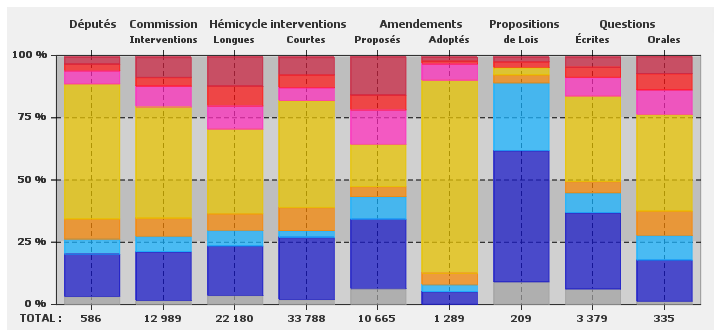 Députés Commission Hémicycle interventions Amendements Propositions Questions
Interventions Longues Courtes Proposés Adoptés de Lois Écrites Orales
100 %
75 %
50 %
25 %
0 %
TOTAL : 586 12 989 22 180 33 788 10 665 1 289 209 3 379 335